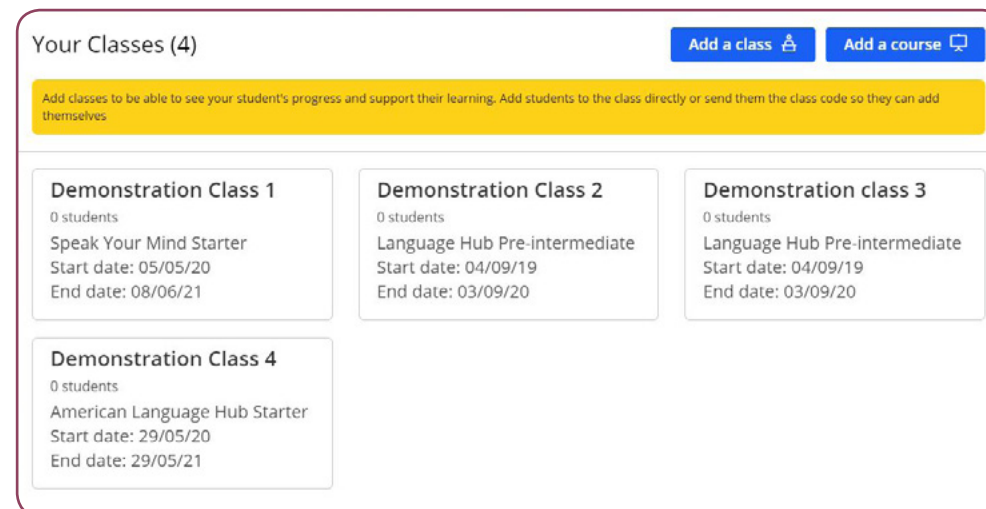 Your Classes (4)
Add a class
Add a course
Add classes to be able to see your student's progress and support their learning. Add students to the class directly or send them the class code so they can add
themselves
Demonstration Class 1
0 students
Speak Your Mind Starter
Start date: 05/05/20
End date: 08/06/21
Demonstration Class 2
0 students
Language Hub Pre-intermediate
Start date: 04/09/19
End date: 03/09/20
Demonstration class 3
0 students
Language Hub Pre-intermediate
Start date: 04/09/19
End date: 03/09/20
Demonstration Class 4
0 students
American Language Hub Starter
Start date: 29/05/20
End date: 29/05/21